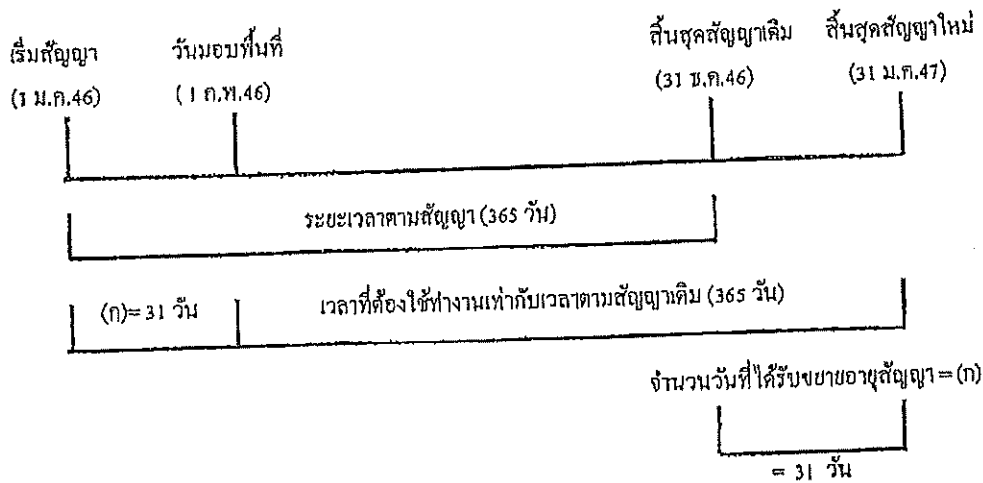 เริ่มสัญญา
(1 ม.ค.46)
วันมอบพื้นที่
( 1 ก.พ.46)
สิ้นสุดสัญญาเดิม
(31 ธ.ค.46)
สิ้นสุดสัญญาใหม่
(31 ม.ค.47)
ระยะเวลาตามสัญญา (365 วัน)
(ก)= 31 วัน
เวลาที่ต้องใช้ทำงานเท่ากับเวลาตามสัญญาเดิม (365 วัน)
จำนวนวันที่ได้รับขยายอายุสัญญา = (ก)
= 31 วัน